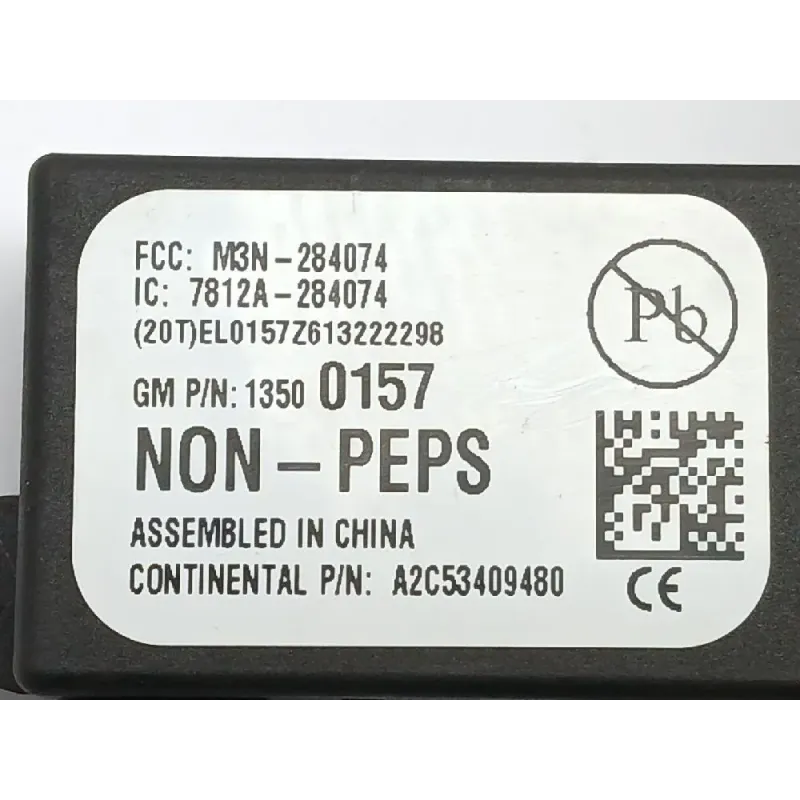 FCC: M3N-284074
IC: 7812A-284074
(20T)EL0157Z613222298
GM P/N: 1350 0157
NON-PEPS
ASSEMBLED IN CHINA
CONTINENTAL P/N: A2C53409480
Pb
CE